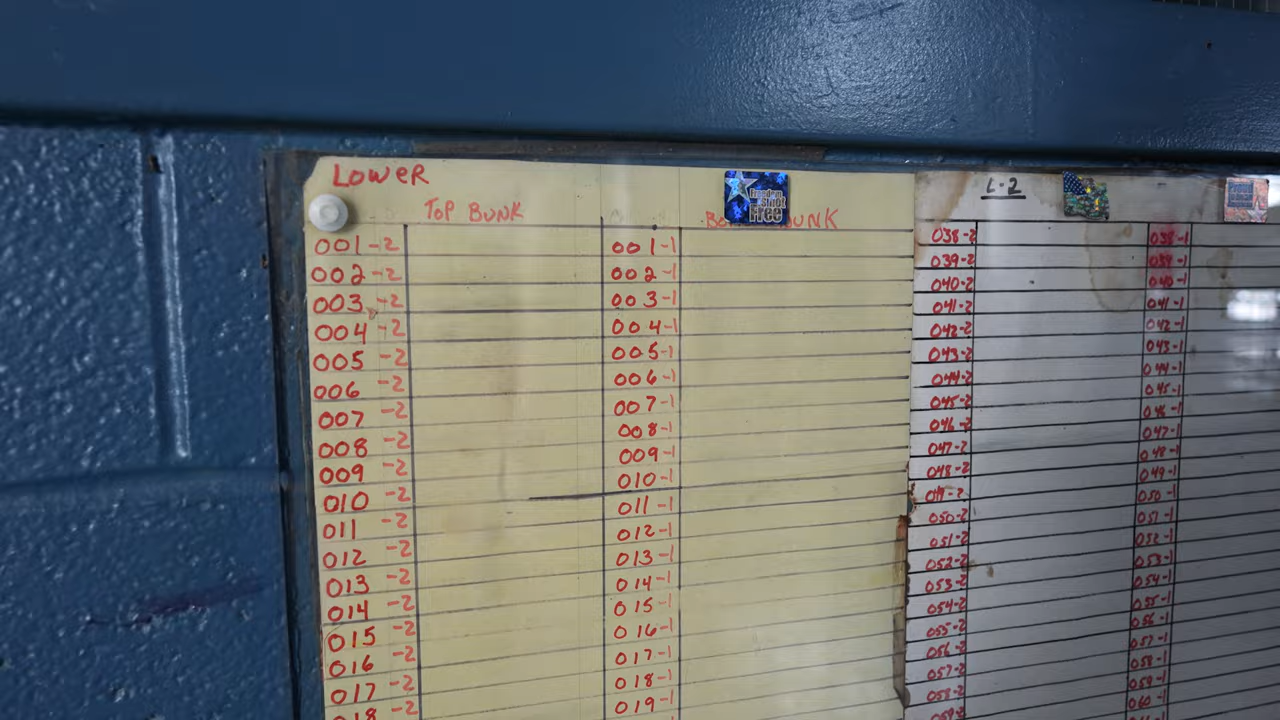 LOWER
TOP BUNK
BUNK
Freedom
Isn't
Free
L-2
001-2 001-1 038-2 038-1
002-2 002-1 039-2 039-1
003-2 003-1 040-2 040-1
004-2 004-1 041-2 041-1
005-2 005-1 042-2 042-1
006-2 006-1 043-2 043-1
007-2 007-1 044-2 044-1
008-2 008-1 045-2 045-1
009-2 009-1 046-2 046-1
010-2 010-1 047-2 047-1
011-2 011-1 048-2 048-1
012-2 012-1 049-2 049-1
013-2 013-1 050-2 050-1
014-2 014-1 051-2 051-1
015-2 015-1 052-2 052-1
016-2 016-1 053-2 053-1
017-2 017-1 054-2 054-1
018-1 055-2 055-1
019-1 056-2 056-1
057-2 057-1
058-2 058-1
059-1
060-1